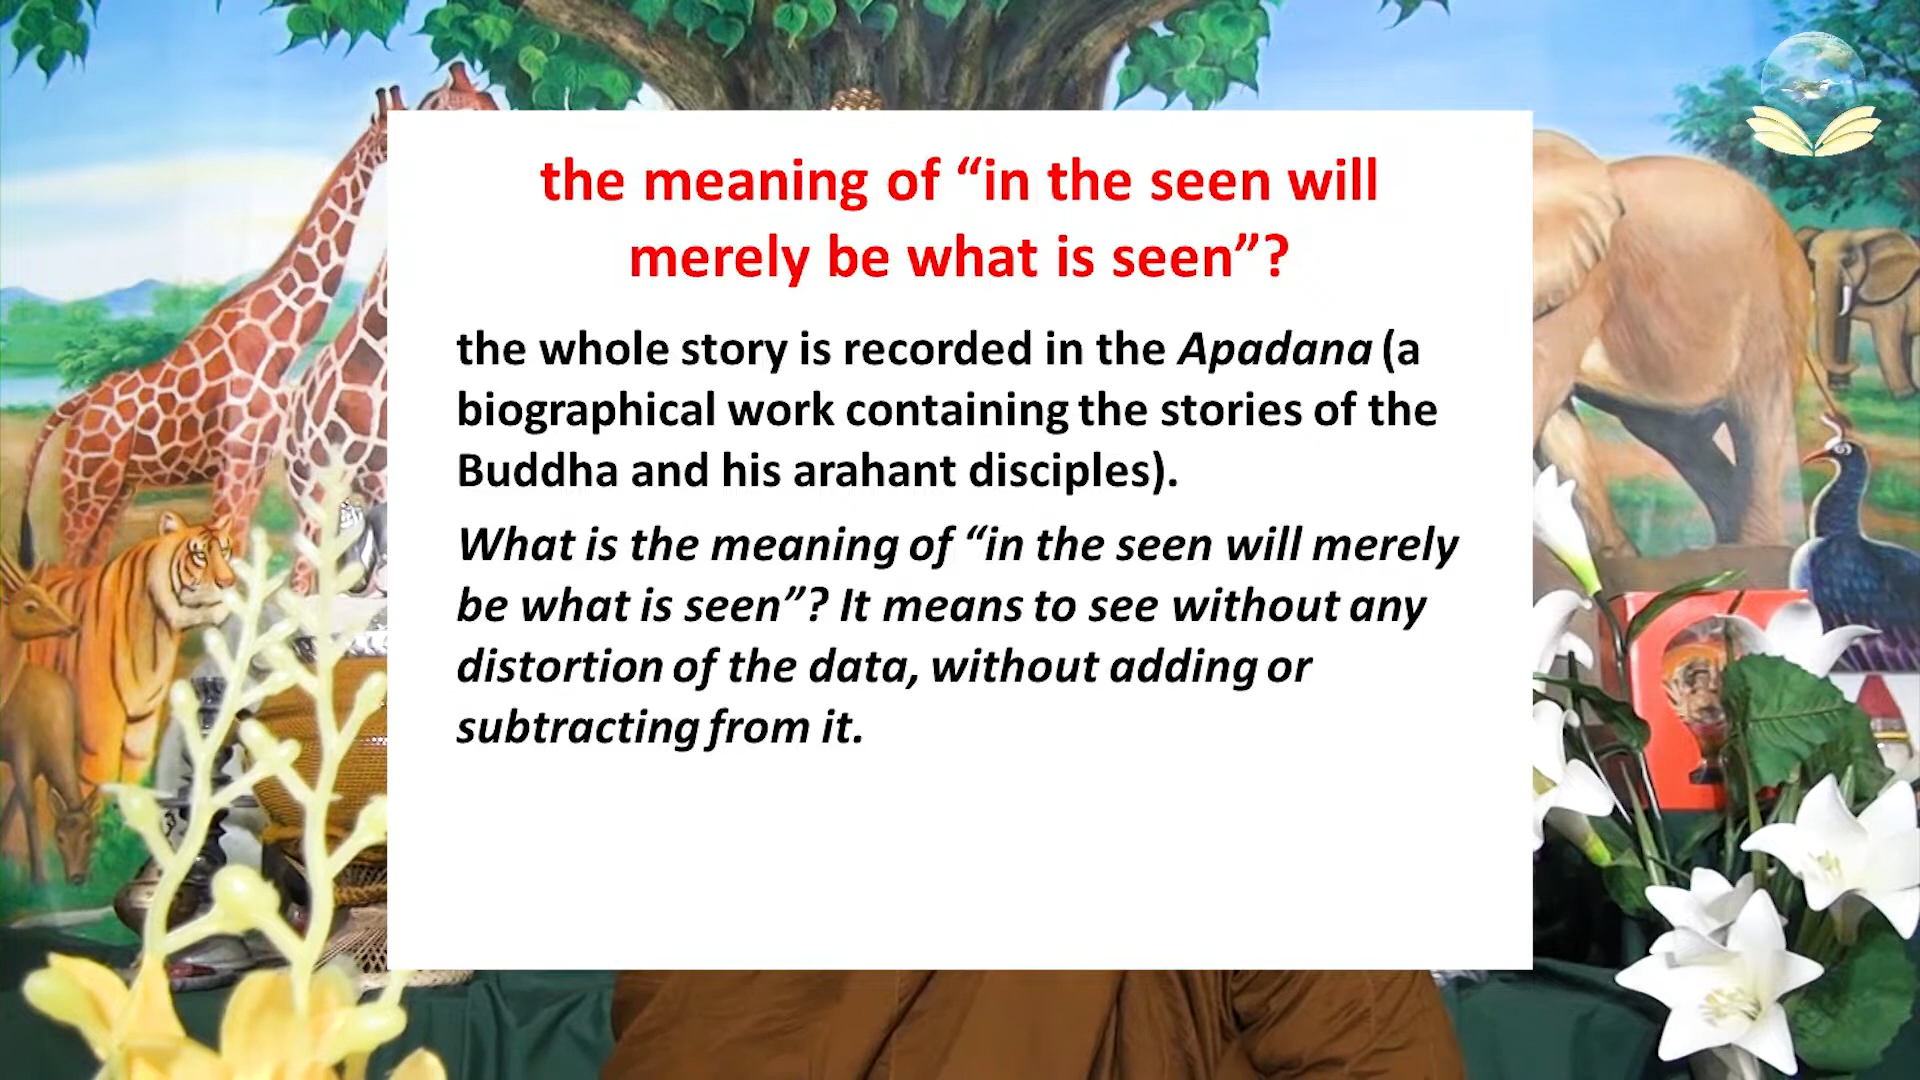 the meaning of “in the seen will
merely be what is seen”?
the whole story is recorded in the Apadana (a
biographical work containing the stories of the
Buddha and his arahant disciples).
What is the meaning of “in the seen will merely
be what is seen”? It means to see without any
distortion of the data, without adding or
subtracting from it.